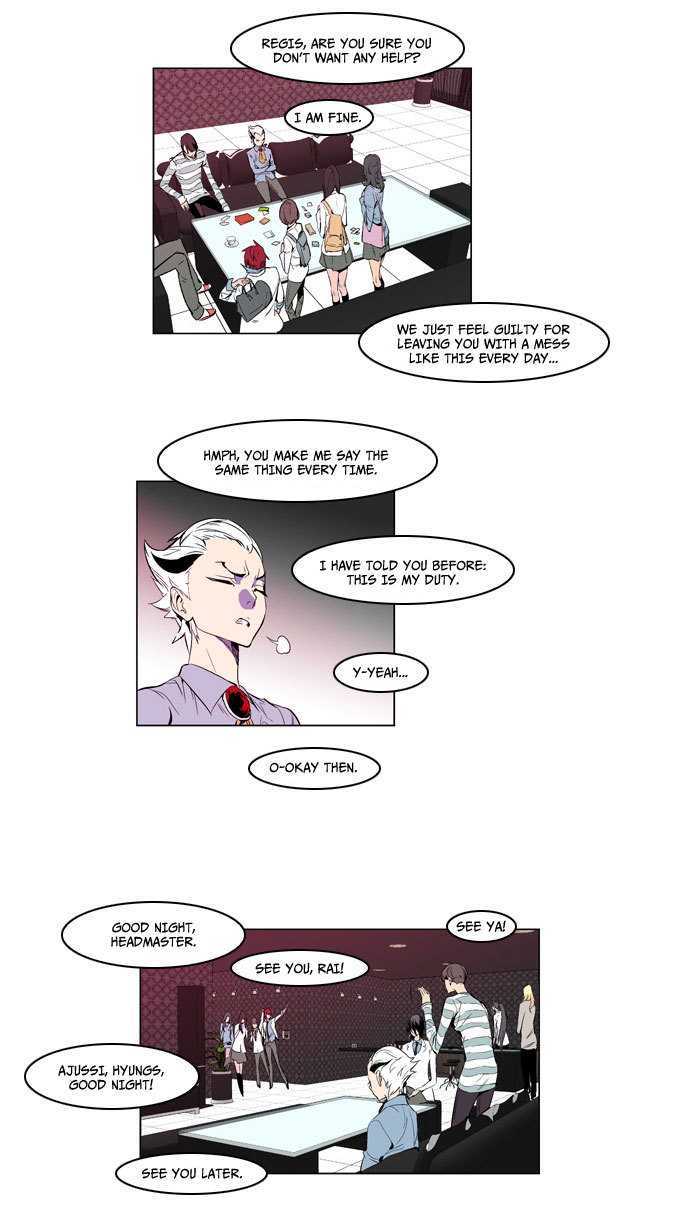 REGIS, ARE YOU SURE YOU
DON'T WANT ANY HELP?
I AM FINE.
WE JUST FEEL GUILTY FOR
LEAVING YOU WITH A MESS
LIKE THIS EVERY DAY...
HMPH, YOU MAKE ME SAY THE
SAME THING EVERY TIME.
I HAVE TOLD YOU BEFORE:
THIS IS MY DUTY.
Y-YEAH...
O-OKAY THEN.
GOOD NIGHT,
HEADMASTER.
SEE YA!
SEE YOU, RAI!
AJUSSI, HYUNGS,
GOOD NIGHT!
SEE YOU LATER.